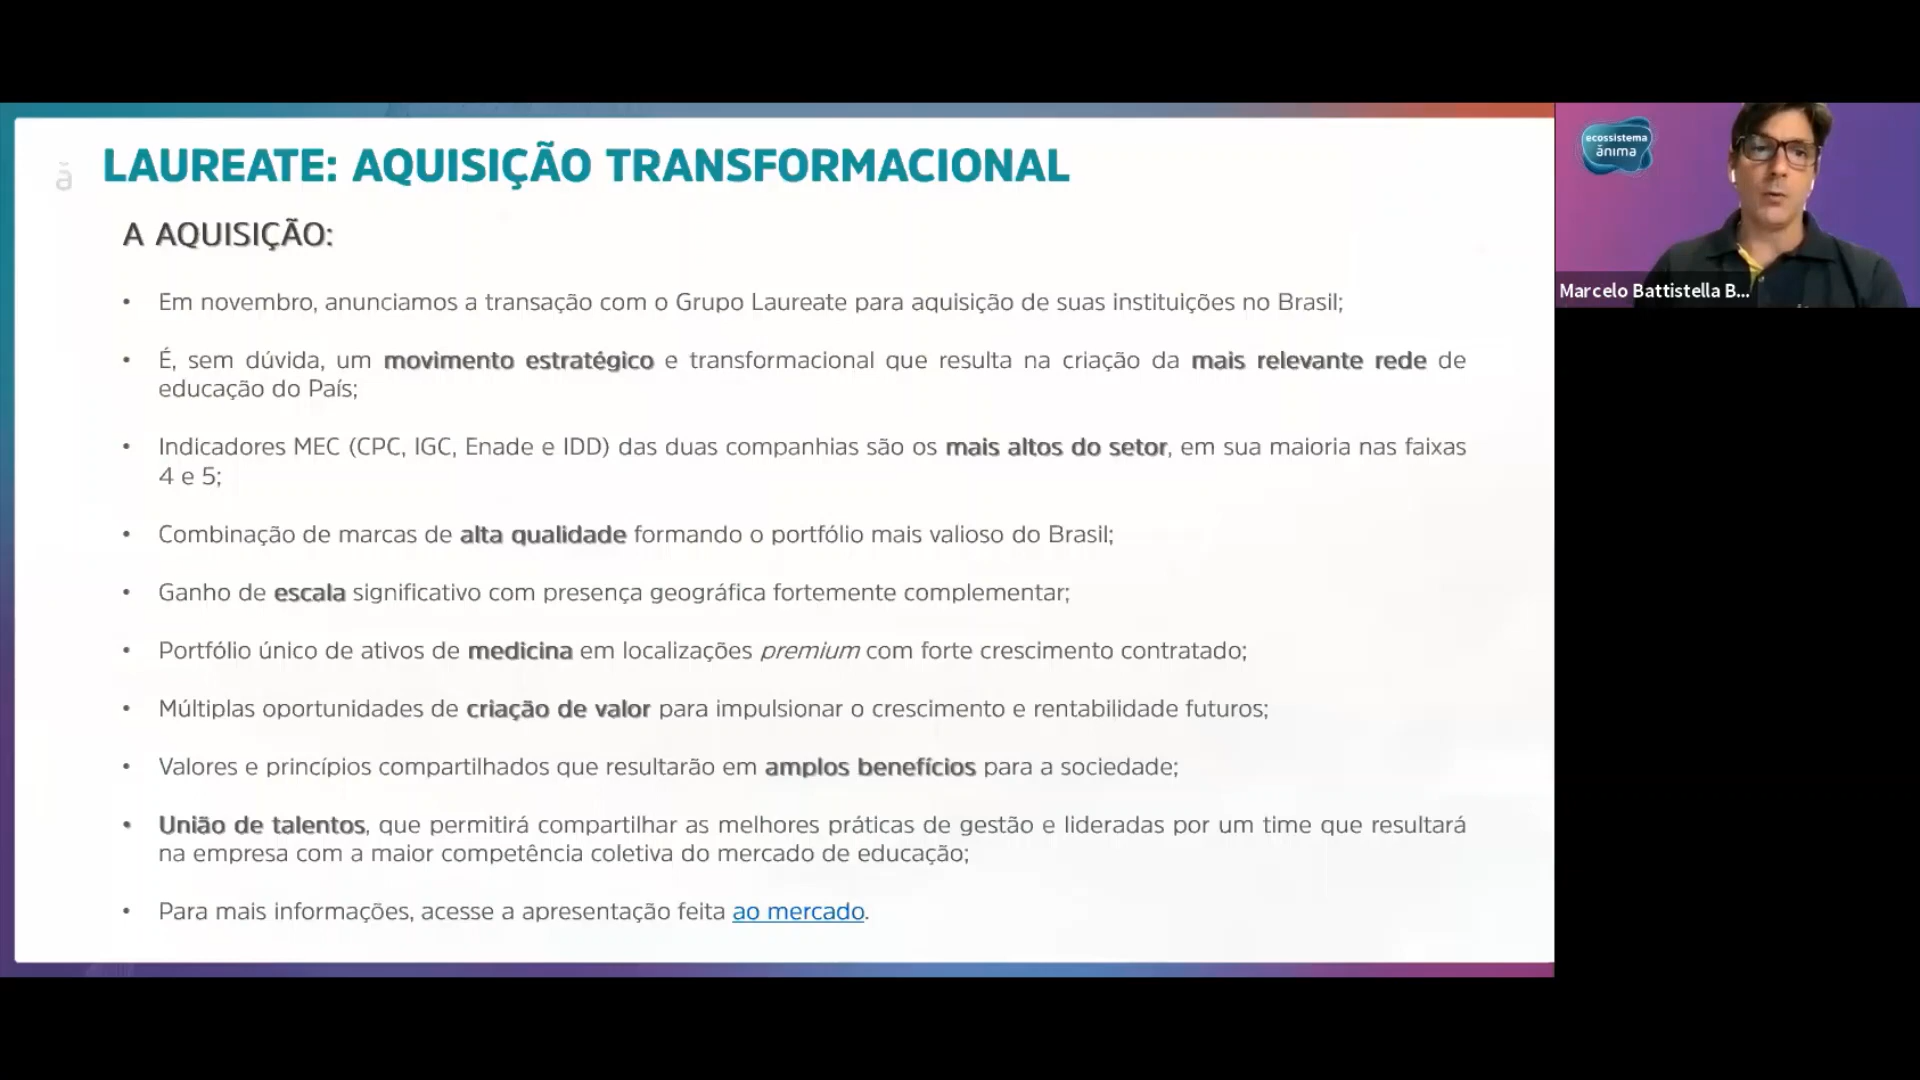 ă
LAUREATE: AQUISIÇÃO TRANSFORMACIONAL
ecossistema
ănima
A AQUISIÇÃO:
Marcelo Battistella B...
• Em novembro, anunciamos a transação com o Grupo Laureate para aquisição de suas instituições no Brasil;
• É, sem dúvida, um movimento estratégico e transformacional que resulta na criação da mais relevante rede de
educação do País;
• Indicadores MEC (CPC, IGC, Enade e IDD) das duas companhias são os mais altos do setor, em sua maioria nas faixas
4 e 5;
• Combinação de marcas de alta qualidade formando o portfólio mais valioso do Brasil;
• Ganho de escala significativo com presença geográfica fortemente complementar;
• Portfólio único de ativos de medicina em localizações premium com forte crescimento contratado;
• Múltiplas oportunidades de criação de valor para impulsionar o crescimento e rentabilidade futuros;
• Valores e princípios compartilhados que resultarão em amplos benefícios para a sociedade;
• União de talentos, que permitirá compartilhar as melhores práticas de gestão e lideradas por um time que resultará
na empresa com a maior competência coletiva do mercado de educação;
• Para mais informações, acesse a apresentação feita ao mercado.